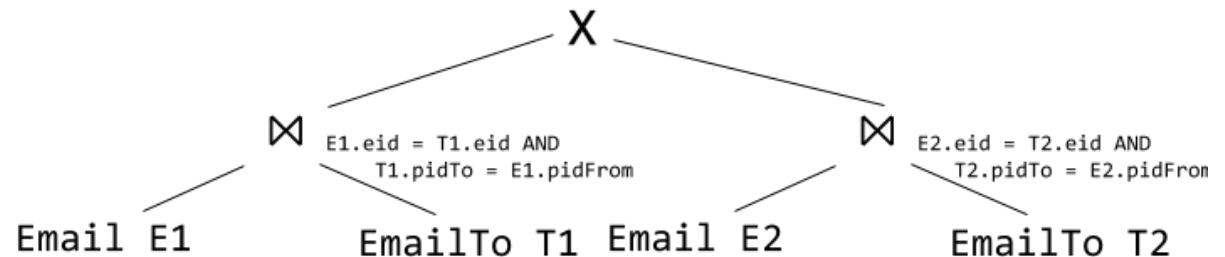 X
⋈ E1.eid = T1.eid AND
T1.pidTo = E1.pidFrom
⋈ E2.eid = T2.eid AND
T2.pidTo = E2.pidFrom
Email E1
EmailTo T1
Email E2
EmailTo T2